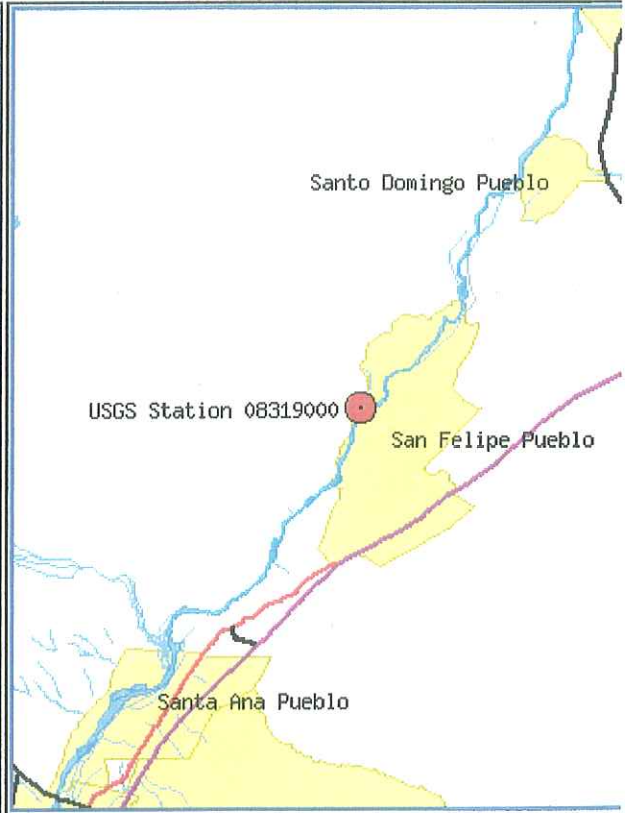 Santo Domingo Pueblo
USGS Station 08319000
San Felipe Pueblo
Santa Ana Pueblo